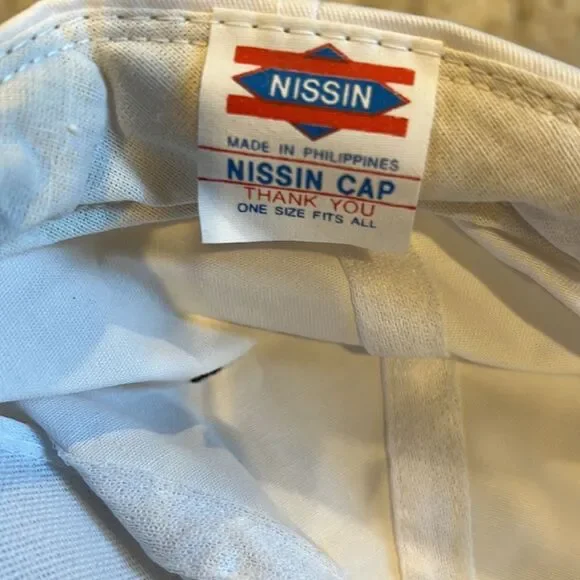 NISSIN
MADE IN PHILIPPINES
NISSIN CAP
THANK YOU
ONE SIZE FITS ALL